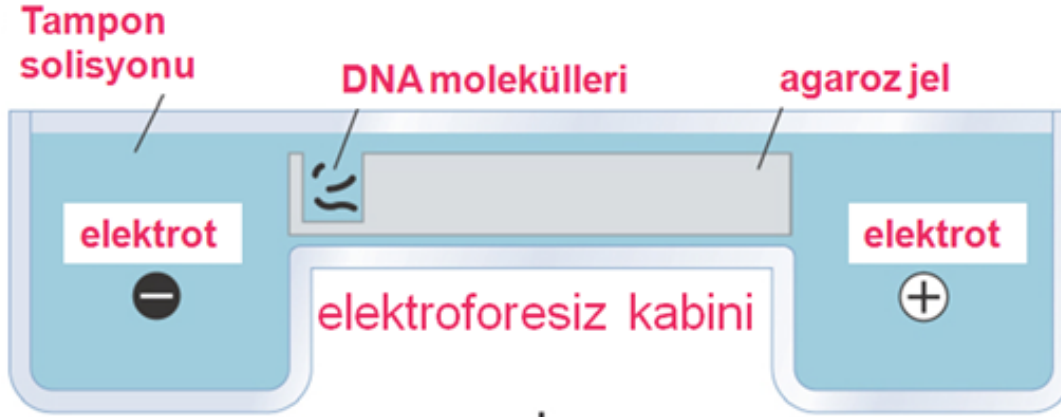 Tampon
solisyonu
DNA molekülleri
agaroz jel
elektrot
elektrot
elektroforesiz kabini